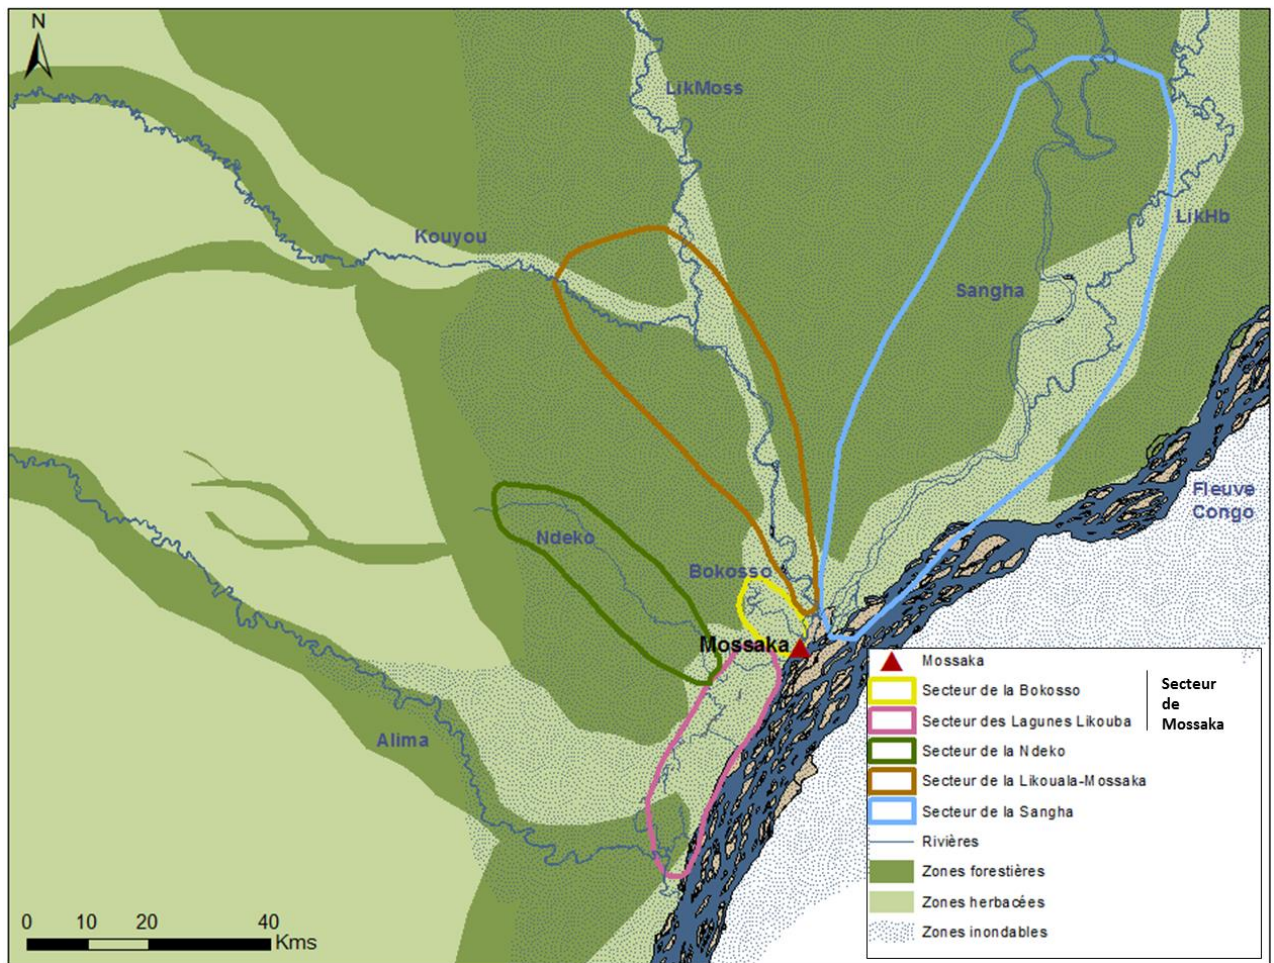 N
LikMoss
LikHb
Kouyou
Sangha
Fleuve
Congo
Ndeko
Bokosso
Mossaka
Alima
Mossaka
Secteur de la Bokosso
Secteur des Lagunes Likouba
Secteur
de
Mossaka
Secteur de la Ndeko
Secteur de la Likouala-Mossaka
Secteur de la Sangha
Rivières
Zones forestières
Zones herbacées
Zones inondables
0 10 20 40
Kms